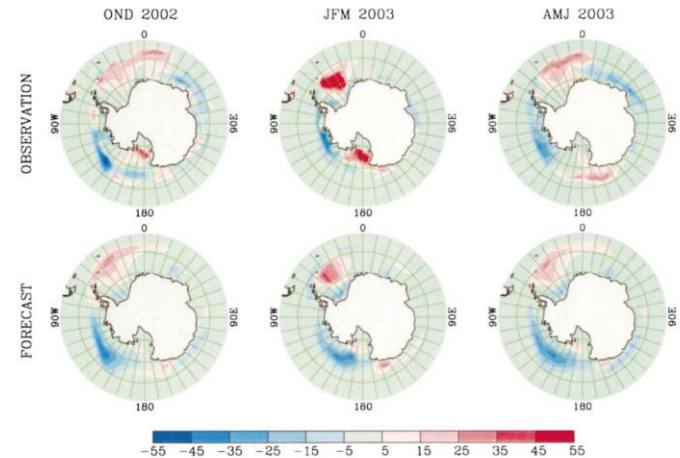 OND 2002 JFM 2003 AMJ 2003
OBSERVATION
0 0 0
90W 90E 90W 90E 90W 90E
180 180 180
FORECAST
0 0 0
90W 90E 90W 90E 90W 90E
180 180 180
-55 -45 -35 -25 -15 -5 5 15 25 35 45 55